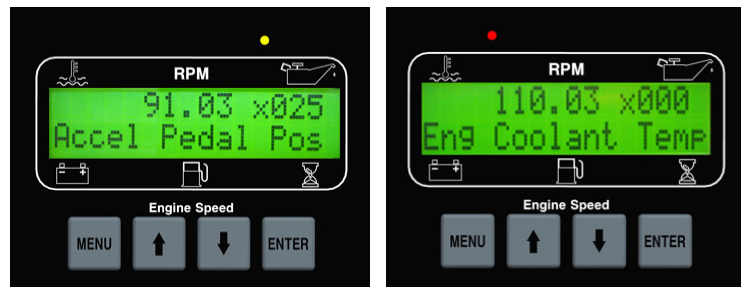 RPM
91.03 x025
Accel Pedal Pos
- +
Engine Speed
MENU
ENTER
RPM
110.03 x000
Eng Coolant Temp
- +
Engine Speed
MENU
ENTER